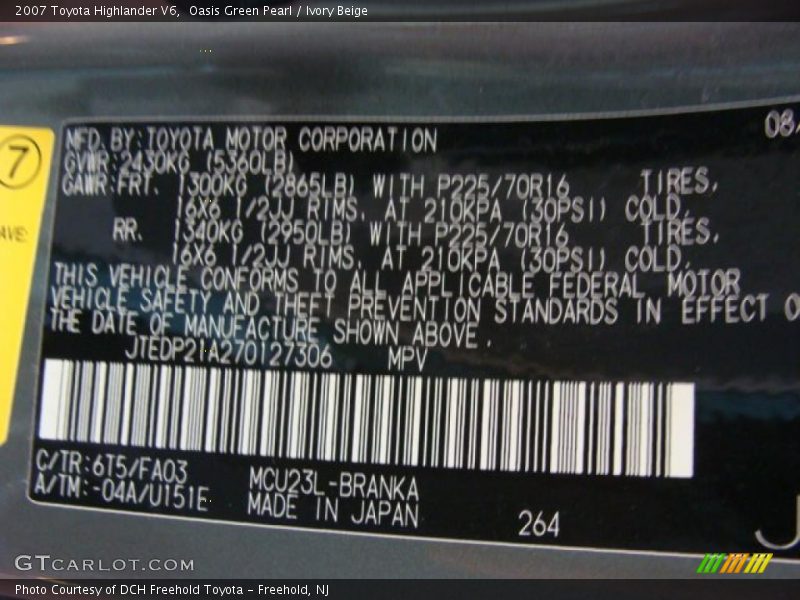 2007 Toyota Highlander V6, Oasis Green Pearl / Ivory Beige
08
7
AVE
MFD. BY: TOYOTA MOTOR CORPORATION
GVWR: 2430KG (5360LB)
GAWR: FRT. 1300KG (2865LB) WITH P225/70R16 TIRES,
16X6 1/2JJ RIMS, AT 210KPA (30PSI) COLD,
RR. 1340KG (2950LB) WITH P225/70R16 TIRES,
16X6 1/2JJ RIMS, AT 210KPA (30PSI) COLD.
THIS VEHICLE CONFORMS TO ALL APPLICABLE FEDERAL MOTOR
VEHICLE SAFETY AND THEFT PREVENTION STANDARDS IN EFFECT O
THE DATE OF MANUFACTURE SHOWN ABOVE.
JTEDP21A270127306 MPV
C/TR: 6T5/FA03 MCU23L-BRANKA
A/TM: -04A/U151E MADE IN JAPAN 264
J
GTCARLOT.COM
Photo Courtesy of DCH Freehold Toyota - Freehold, NJ